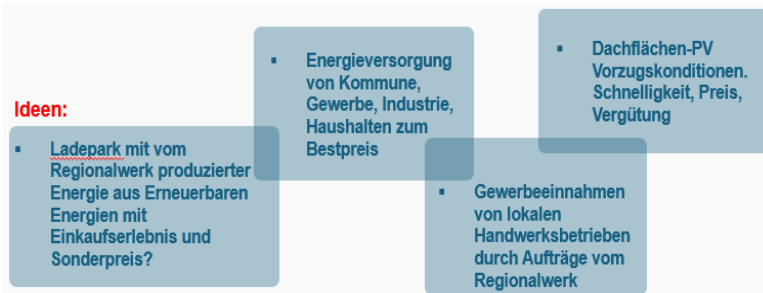 Ideen:
▪ Ladepark mit vom
Regionalwerk produzierter
Energie aus Erneuerbaren
Energien mit
Einkaufserlebnis und
Sonderpreis?
▪ Energieversorgung
von Kommune,
Gewerbe, Industrie,
Haushalten zum
Bestpreis
▪ Gewerbeeinnahmen
von lokalen
Handwerksbetrieben
durch Aufträge vom
Regionalwerk
▪ Dachflächen-PV
Vorzugskonditionen.
Schnelligkeit, Preis,
Vergütung